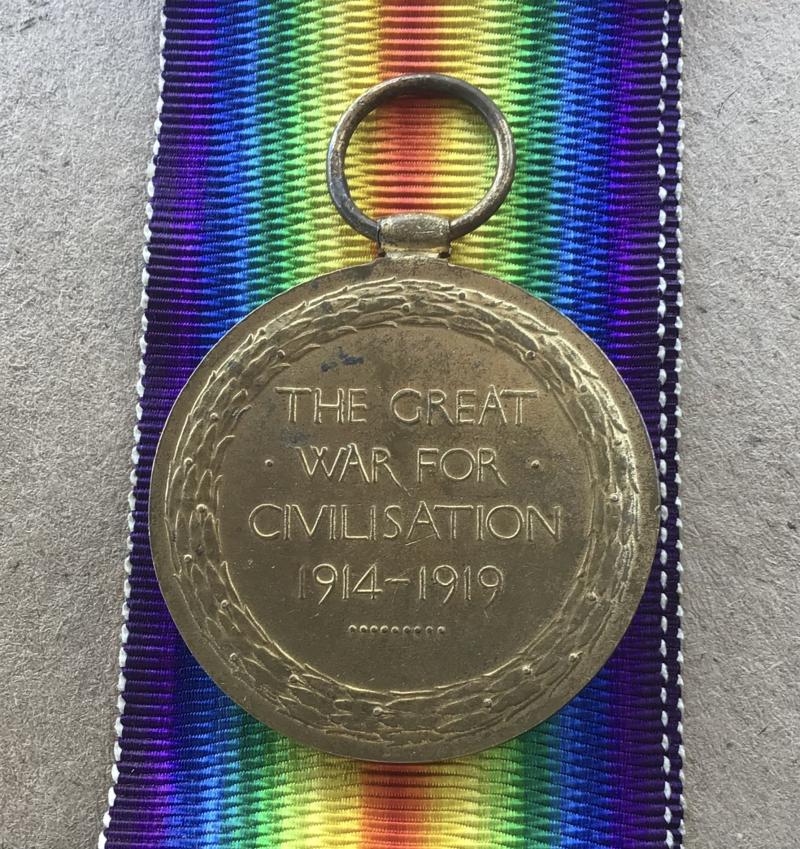 THE GREAT
· WAR FOR ·
CIVILISATION
1914-1919